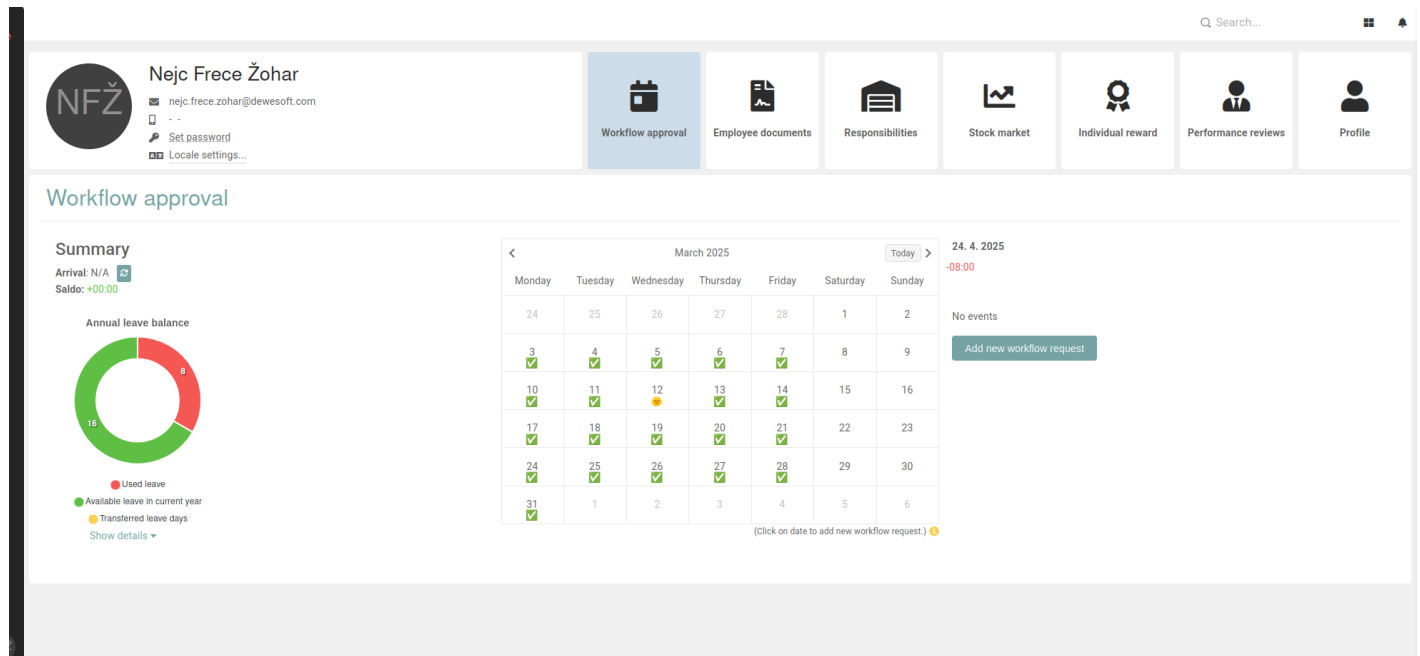 Search...
NFŽ
Nejc Frece Žohar
nejc.frece.zohar@dewesoft.com
- -
Set password
Locale settings...
Workflow approval
Employee documents
Responsibilities
Stock market
Individual reward
Performance reviews
Profile
Workflow approval
Summary
Arrival: N/A
Saldo: +00:00
Annual leave balance
8
16
Used leave
Available leave in current year
Transferred leave days
Show details
March 2025
Today
Monday Tuesday Wednesday Thursday Friday Saturday Sunday
24 25 26 27 28 1 2
3 4 5 6 7 8 9
10 11 12 13 14 15 16
17 18 19 20 21 22 23
24 25 26 27 28 29 30
31 1 2 3 4 5 6
(Click on date to add new workflow request.)
24. 4. 2025
-08:00
No events
Add new workflow request